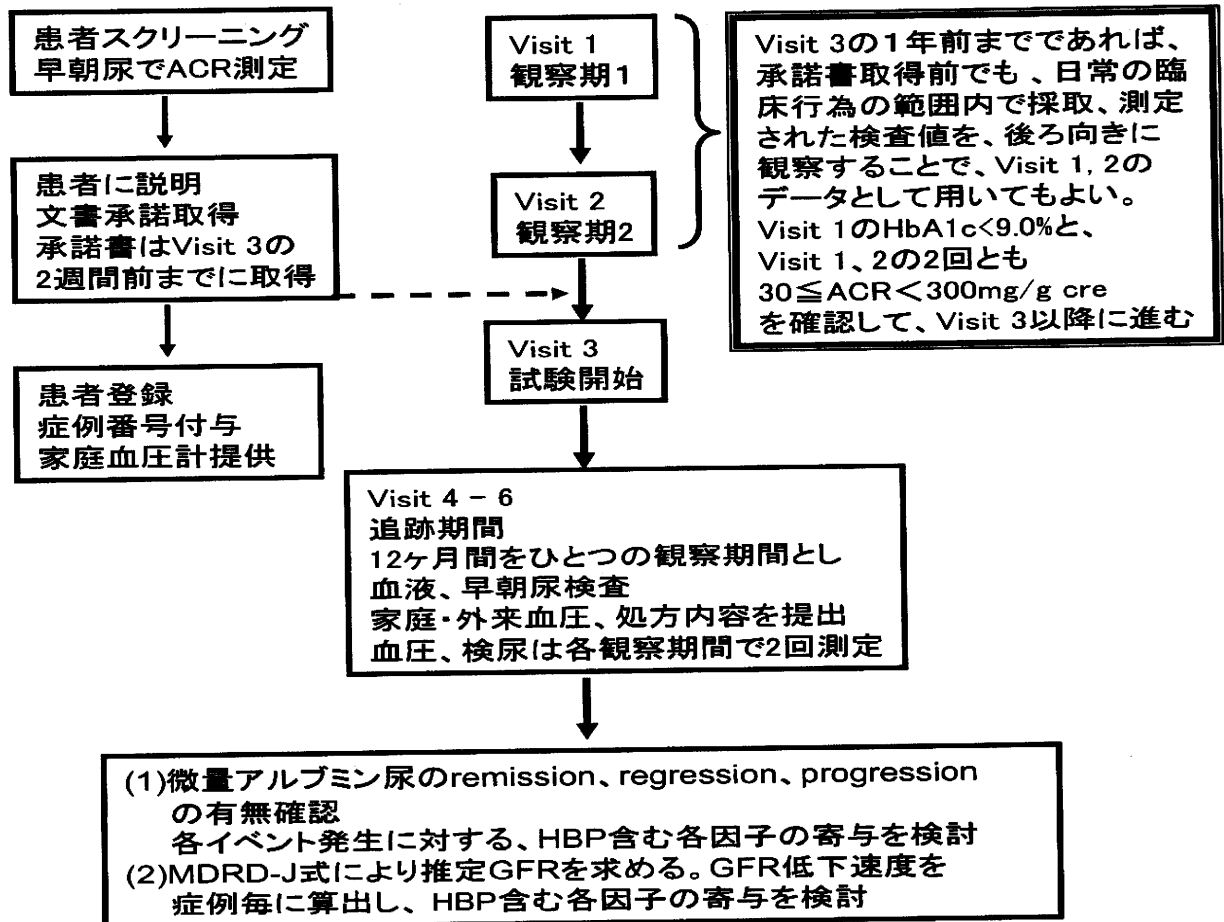 患者スクリーニング
早朝尿でACR測定
患者に説明
文書承諾取得
承諾書はVisit 3の
2週間前までに取得
患者登録
症例番号付与
家庭血圧計提供
Visit 1
観察期1
Visit 2
観察期2
Visit 3
試験開始
Visit 3の1年前までであれば、
承諾書取得前でも、日常の臨
床行為の範囲内で採取、測定
された検査値を、後ろ向きに
観察することで、Visit 1, 2の
データとして用いてもよい。
Visit 1のHbA1c<9.0%と、
Visit 1、2の2回とも
30≦ACR<300mg/g cre
を確認して、Visit 3以降に進む
Visit 4 - 6
追跡期間
12ヶ月間をひとつの観察期間とし
血液、早朝尿検査
家庭・外来血圧、処方内容を提出
血圧、検尿は各観察期間で2回測定
(1)微量アルブミン尿のremission、regression、progression
の有無確認
各イベント発生に対する、HBP含む各因子の寄与を検討
(2)MDRD-J式により推定GFRを求める。GFR低下速度を
症例毎に算出し、HBP含む各因子の寄与を検討